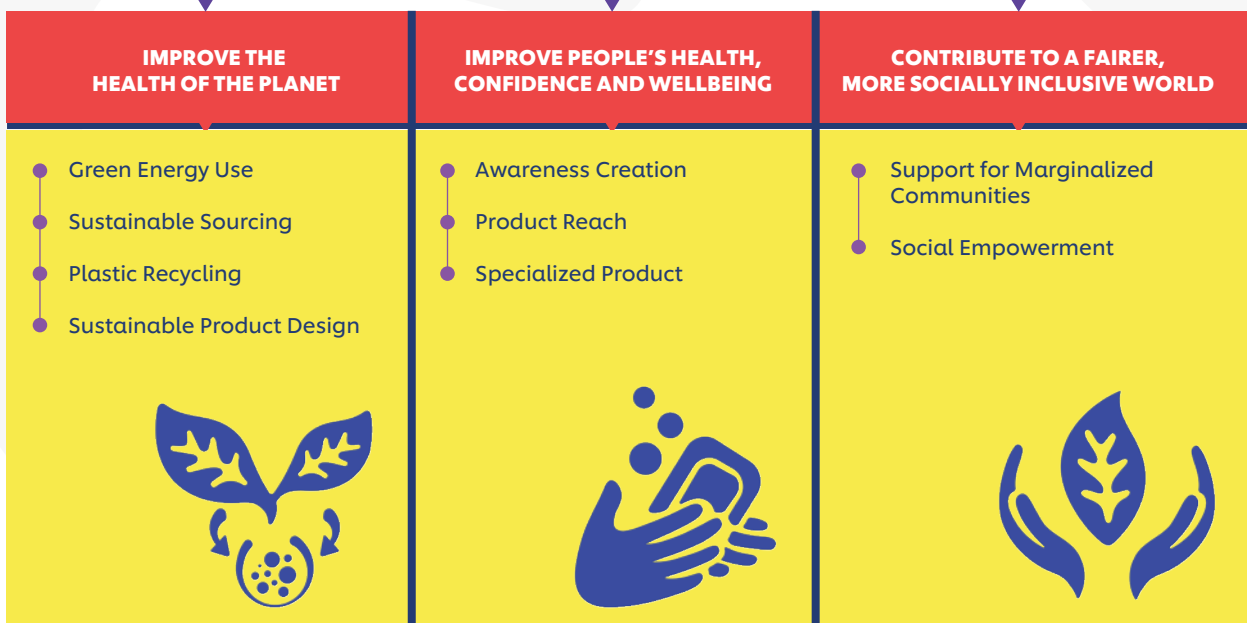 IMPROVE THE
HEALTH OF THE PLANET
Green Energy Use
Sustainable Sourcing
Plastic Recycling
Sustainable Product Design
IMPROVE PEOPLE'S HEALTH,
CONFIDENCE AND WELLBEING
Awareness Creation
Product Reach
Specialized Product
CONTRIBUTE TO A FAIRER,
MORE SOCIALLY INCLUSIVE WORLD
Support for Marginalized
Communities
Social Empowerment